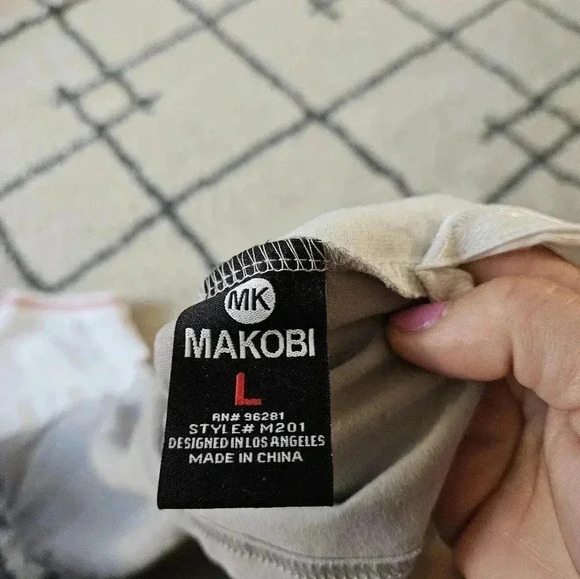 MK
MAKOBI
L
RN# 96281
STYLE# M201
DESIGNED IN LOS ANGELES
MADE IN CHINA